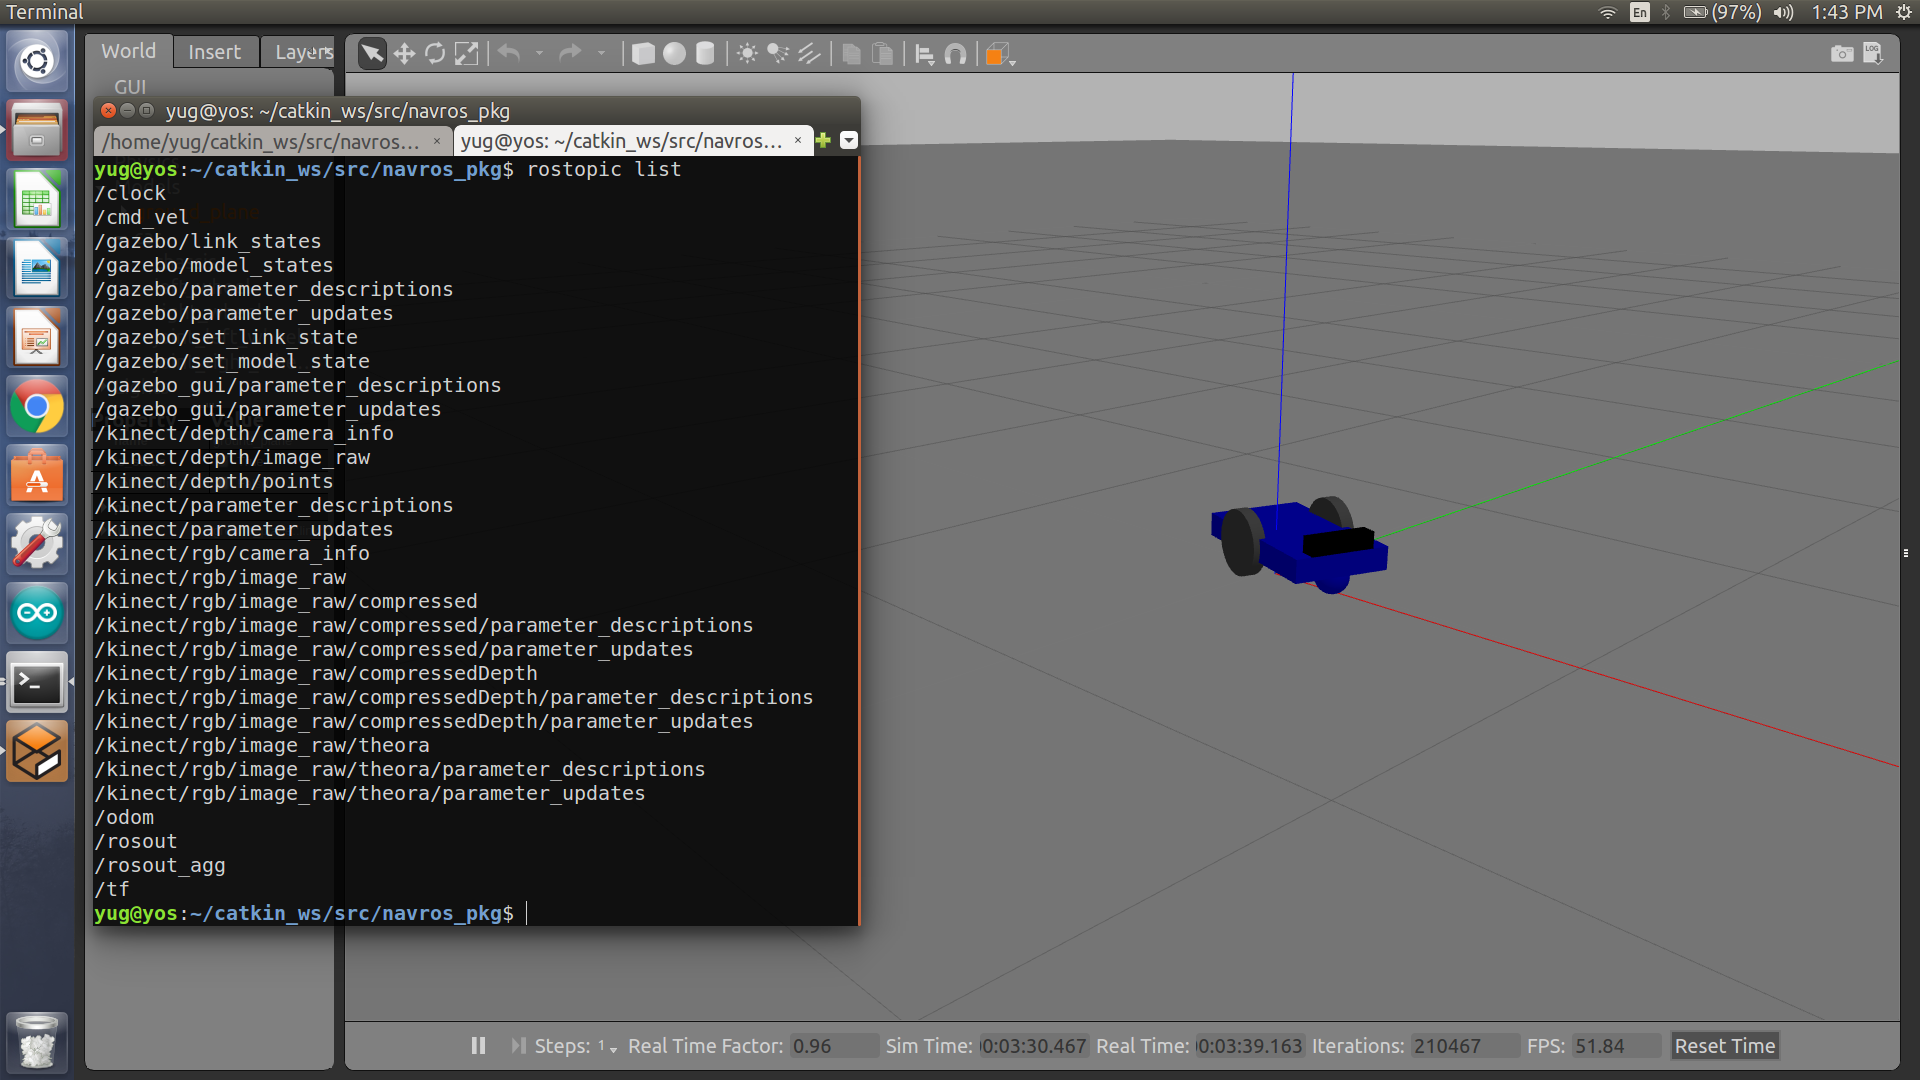 Terminal
En
(97%)
1:43 PM
World
Insert
Layers
GUI
LOG
yug@yos: ~/catkin_ws/src/navros_pkg
/home/yug/catkin_ws/src/navros... ×
yug@yos: ~/catkin_ws/src/navros... ×
yug@yos:~/catkin_ws/src/navros_pkg$ rostopic list
/clock
/cmd_vel
/gazebo/link_states
/gazebo/model_states
/gazebo/parameter_descriptions
/gazebo/parameter_updates
/gazebo/set_link_state
/gazebo/set_model_state
/gazebo_gui/parameter_descriptions
/gazebo_gui/parameter_updates
/kinect/depth/camera_info
/kinect/depth/image_raw
/kinect/depth/points
/kinect/parameter_descriptions
/kinect/parameter_updates
/kinect/rgb/camera_info
/kinect/rgb/image_raw
/kinect/rgb/image_raw/compressed
/kinect/rgb/image_raw/compressed/parameter_descriptions
/kinect/rgb/image_raw/compressed/parameter_updates
/kinect/rgb/image_raw/compressedDepth
/kinect/rgb/image_raw/compressedDepth/parameter_descriptions
/kinect/rgb/image_raw/compressedDepth/parameter_updates
/kinect/rgb/image_raw/theora
/kinect/rgb/image_raw/theora/parameter_descriptions
/kinect/rgb/image_raw/theora/parameter_updates
/odom
/rosout
/rosout_agg
/tf
yug@yos:~/catkin_ws/src/navros_pkg$
Steps: 1 Real Time Factor: 0.96 Sim Time: 0:03:30.467 Real Time: 0:03:39.163 Iterations: 210467 FPS: 51.84 Reset Time